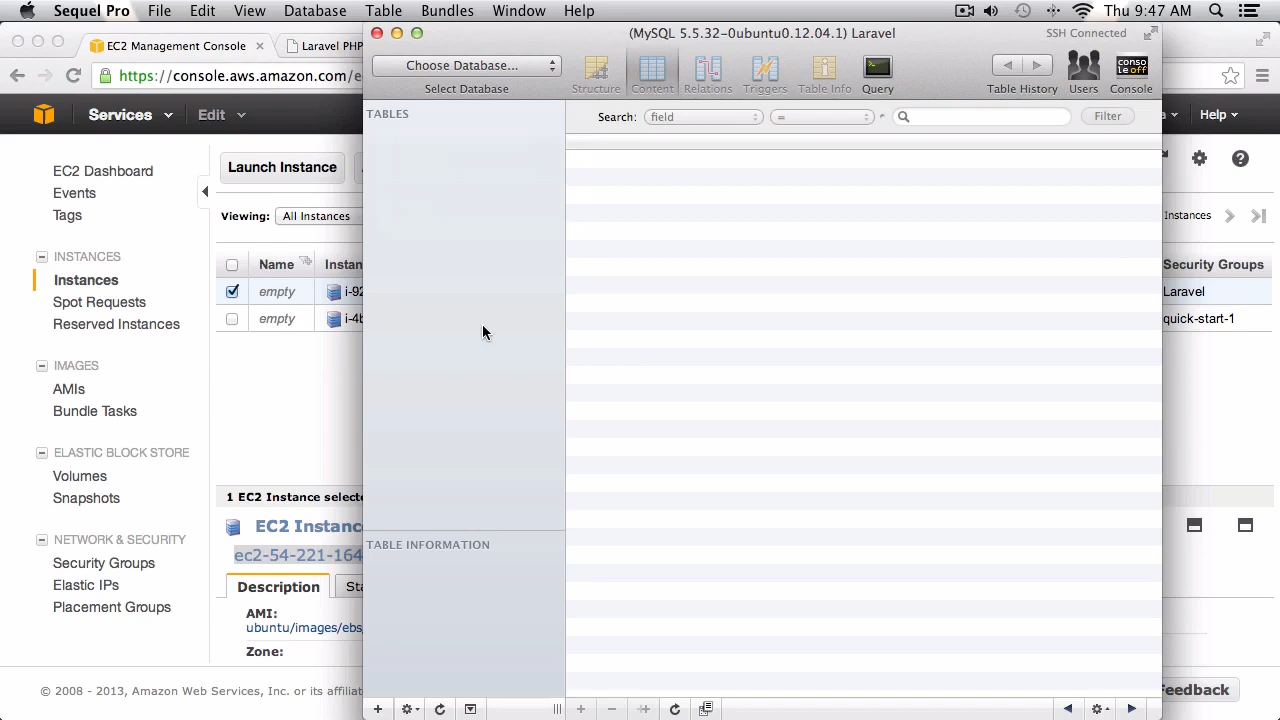 Sequel Pro File Edit View Database Table Bundles Window Help Thu 9:47 AM
EC2 Management Console Laravel PHP
https://console.aws.amazon.com/e
(MySQL 5.5.32-0ubuntu0.12.04.1) Laravel SSH Connected
Choose Database...
Select Database Structure Content Relations Triggers Table Info Query Table History Users Console
conso
le off
TABLES
Search: field = Filter
Services Edit Help
EC2 Dashboard
Events
Tags
INSTANCES
Instances
Spot Requests
Reserved Instances
IMAGES
AMIs
Bundle Tasks
ELASTIC BLOCK STORE
Volumes
Snapshots
NETWORK & SECURITY
Security Groups
Elastic IPs
Placement Groups
Launch Instance
Viewing: All Instances Instances
Name Instan Security Groups
empty i-92 Laravel
empty i-4b quick-start-1
1 EC2 Instance selecte
EC2 Instanc
ec2-54-221-164
Description Sta
AMI:
ubuntu/images/ebs,
Zone:
TABLE INFORMATION
© 2008 - 2013, Amazon Web Services, Inc. or its affiliat
Feedback